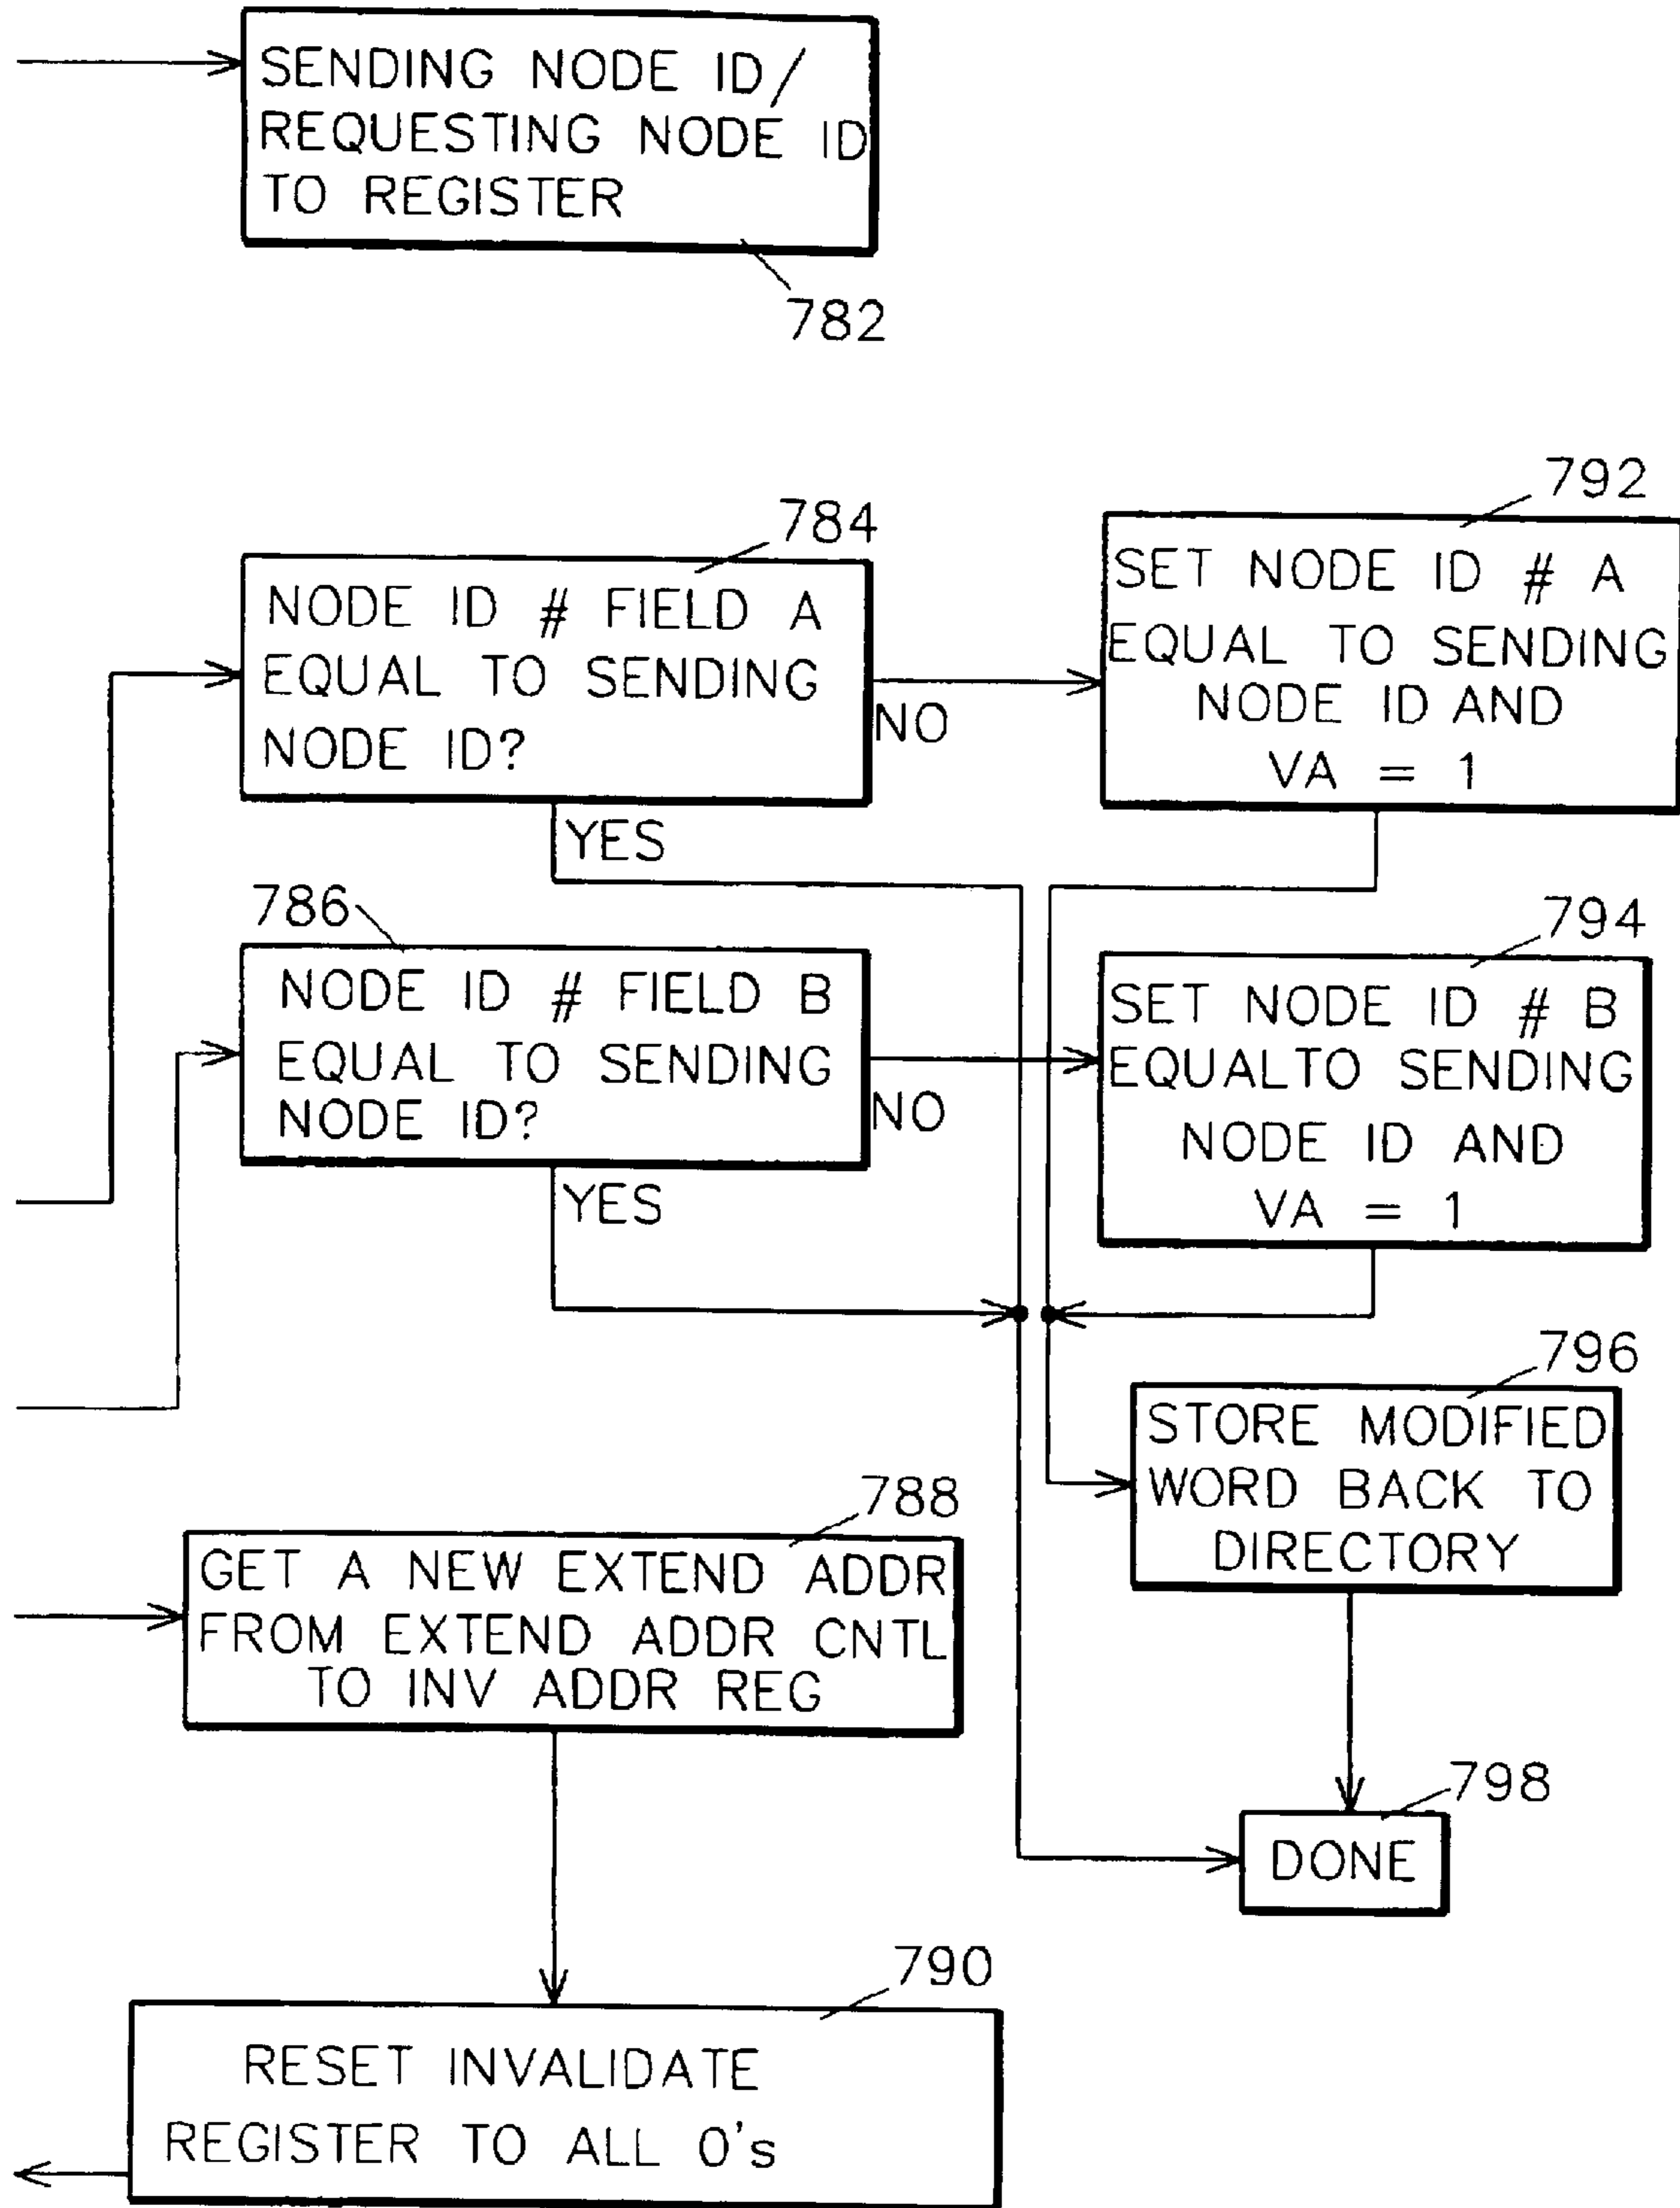 SENDING NODE ID/
REQUESTING NODE ID
TO REGISTER
782
784
NODE ID # FIELD A
EQUAL TO SENDING
NODE ID?
NO
YES
792
SET NODE ID # A
EQUAL TO SENDING
NODE ID AND
VA = 1
786
NODE ID # FIELD B
EQUAL TO SENDING
NODE ID?
NO
YES
794
SET NODE ID # B
EQUALTO SENDING
NODE ID AND
VA = 1
796
STORE MODIFIED
WORD BACK TO
DIRECTORY
788
GET A NEW EXTEND ADDR
FROM EXTEND ADDR CNTL
TO INV ADDR REG
798
DONE
790
RESET INVALIDATE
REGISTER TO ALL 0's